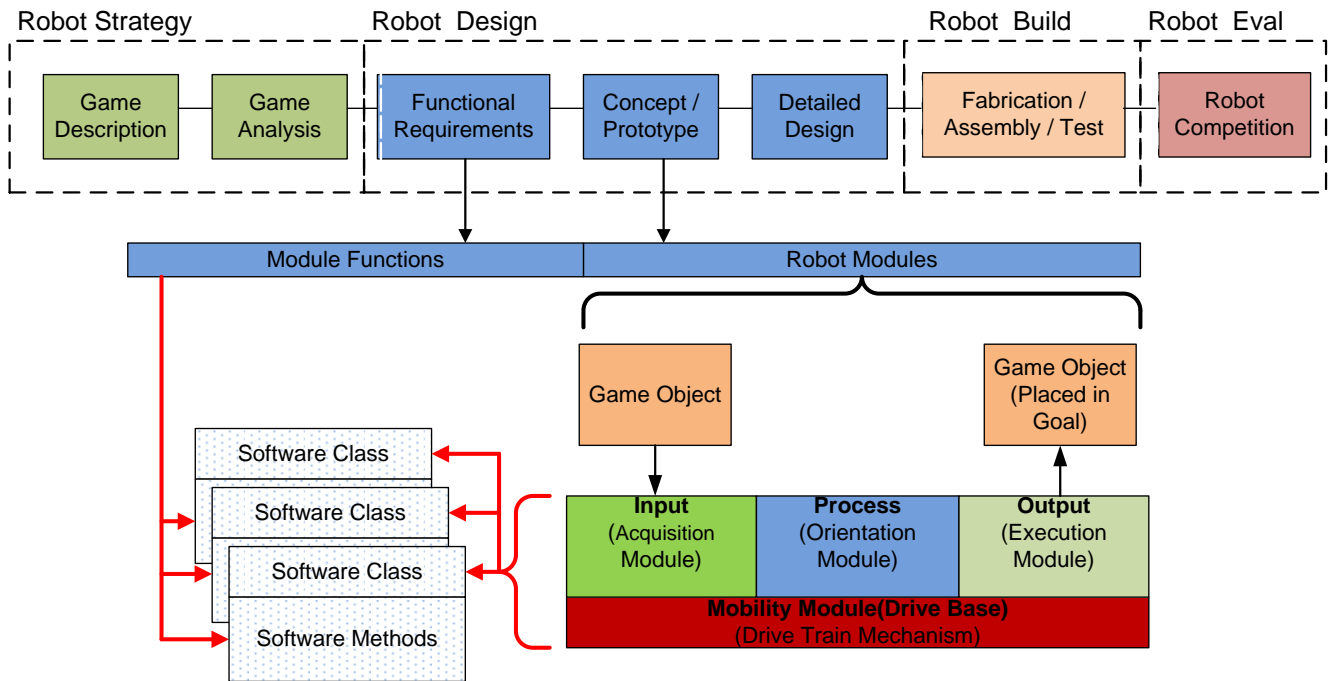 Robot Strategy
Robot Design
Robot Build
Robot Eval
Game
Description
Game
Analysis
Functional
Requirements
Concept /
Prototype
Detailed
Design
Fabrication /
Assembly / Test
Robot
Competition
Module Functions
Robot Modules
Game Object
Game Object
(Placed in
Goal)
Software Class
Software Class
Software Class
Software Methods
Input
(Acquisition
Module)
Process
(Orientation
Module)
Output
(Execution
Module)
Mobility Module(Drive Base)
(Drive Train Mechanism)